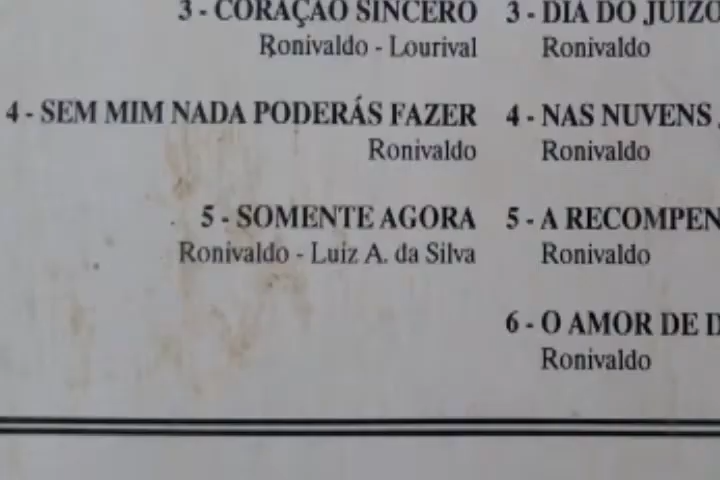 3 - CORAÇÃO SINCERO
Ronivaldo - Lourival
4 - SEM MIM NADA PODERÁS FAZER
Ronivaldo
5 - SOMENTE AGORA
Ronivaldo - Luiz A. da Silva
3 - DIA DO JUIZO
Ronivaldo
4 - NAS NUVENS
Ronivaldo
5 - A RECOMPEN
Ronivaldo
6 - O AMOR DE D
Ronivaldo